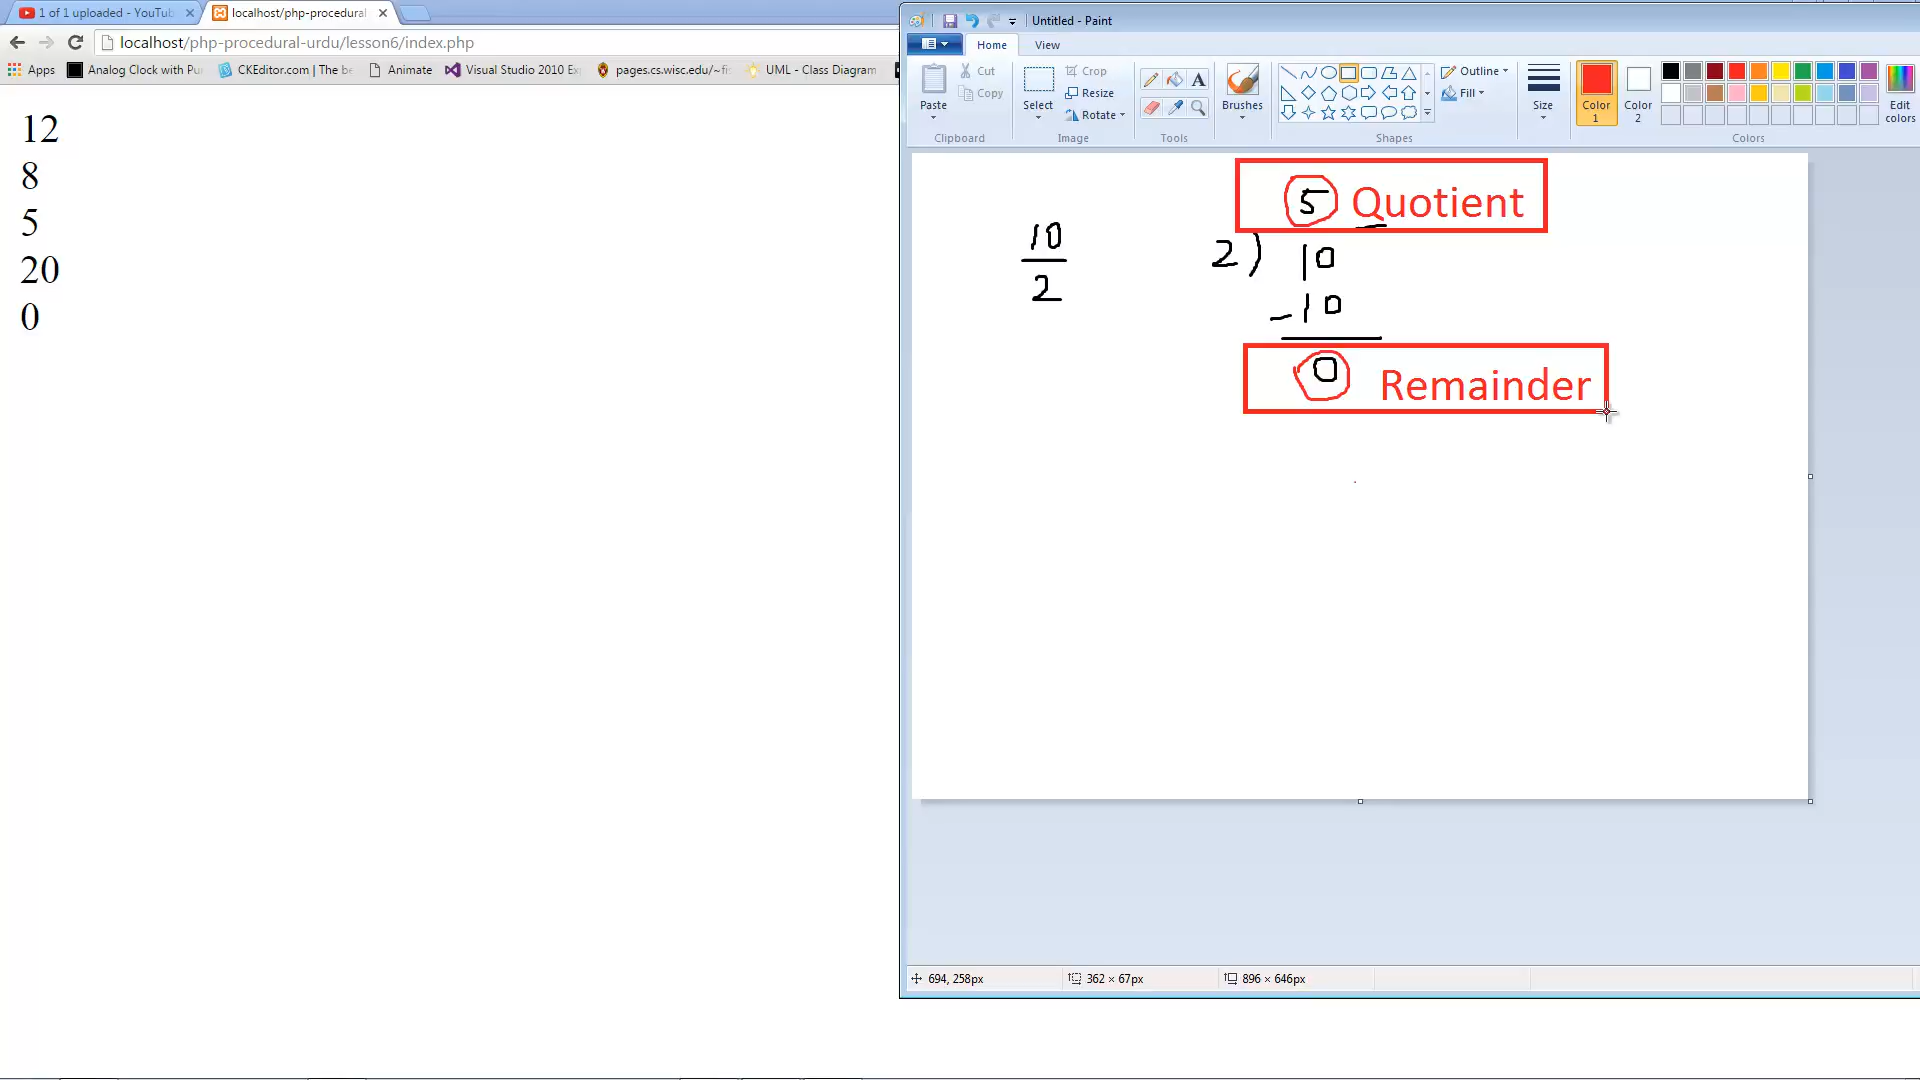 1 of 1 uploaded - YouTub
localhost/php-procedural
localhost/php-procedural-urdu/lesson6/index.php
Apps
Analog Clock with Pu
CKEditor.com | The be
Animate
Visual Studio 2010 Ex
pages.cs.wisc.edu/~fi
UML - Class Diagram
12
8
5
20
0
Untitled - Paint
Home
View
Paste
Cut
Copy
Clipboard
Select
Crop
Resize
Rotate
Image
A
Tools
Brushes
Outline
Fill
Shapes
Size
Color
1
Color
2
Edit
colors
Colors
5 Quotient
10
2
2) 10
-10
0 Remainder
694, 258px
362 × 67px
896 × 646px